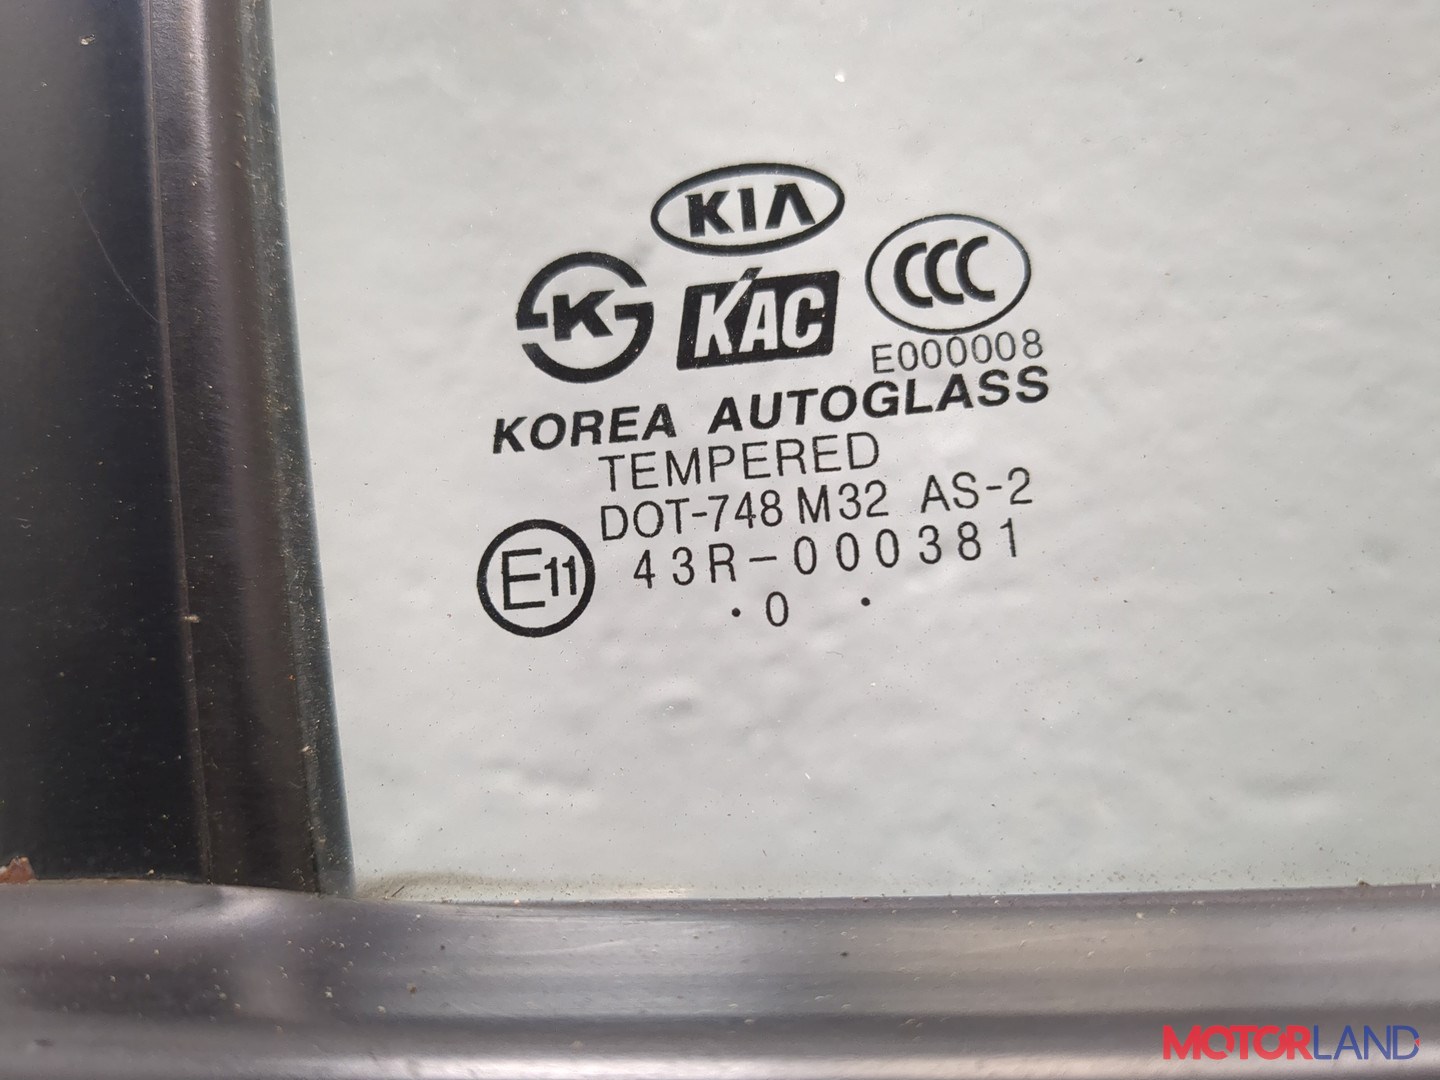 KIA
K
KAC
CCC
E000008
KOREA AUTOGLASS
TEMPERED
DOT-748 M32 AS-2
E11 43R-000381
. 0 .
MOTORLAND